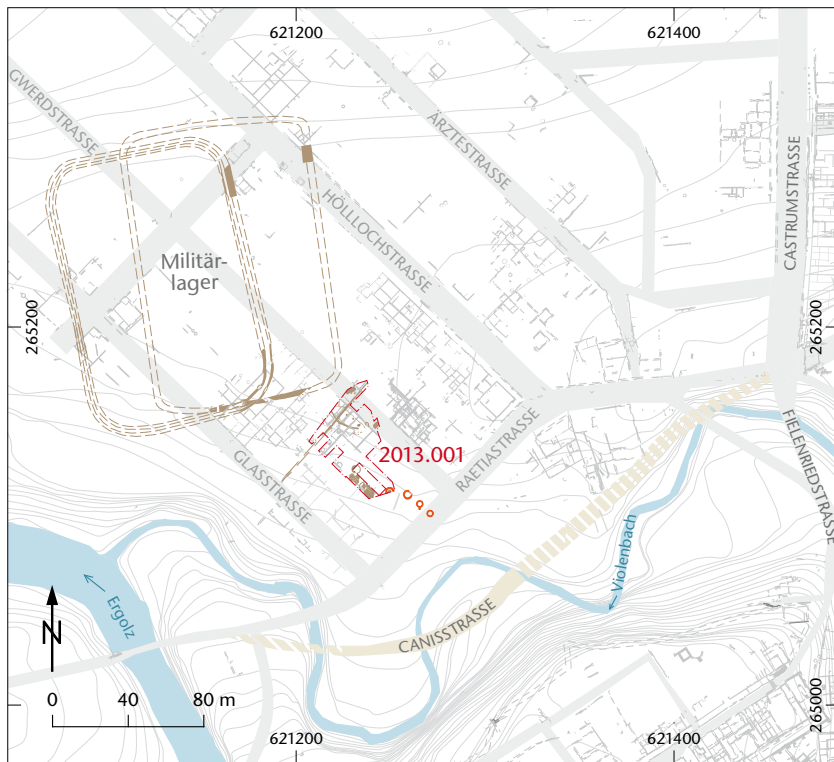 621200
621400
GWERDSTRASSE
ÄRZTESTRASSE
HÖLLLOCHSTRASSE
CASTRUMSTRASSE
Militär-
lager
265200
265200
2013.001
GLASSTRASSE
RAETIASTRASSE
FIELENRIEDSTRASSE
Violenbach
CANISSTRASSE
Ergolz
N
0 40 80 m
265000
621200
621400